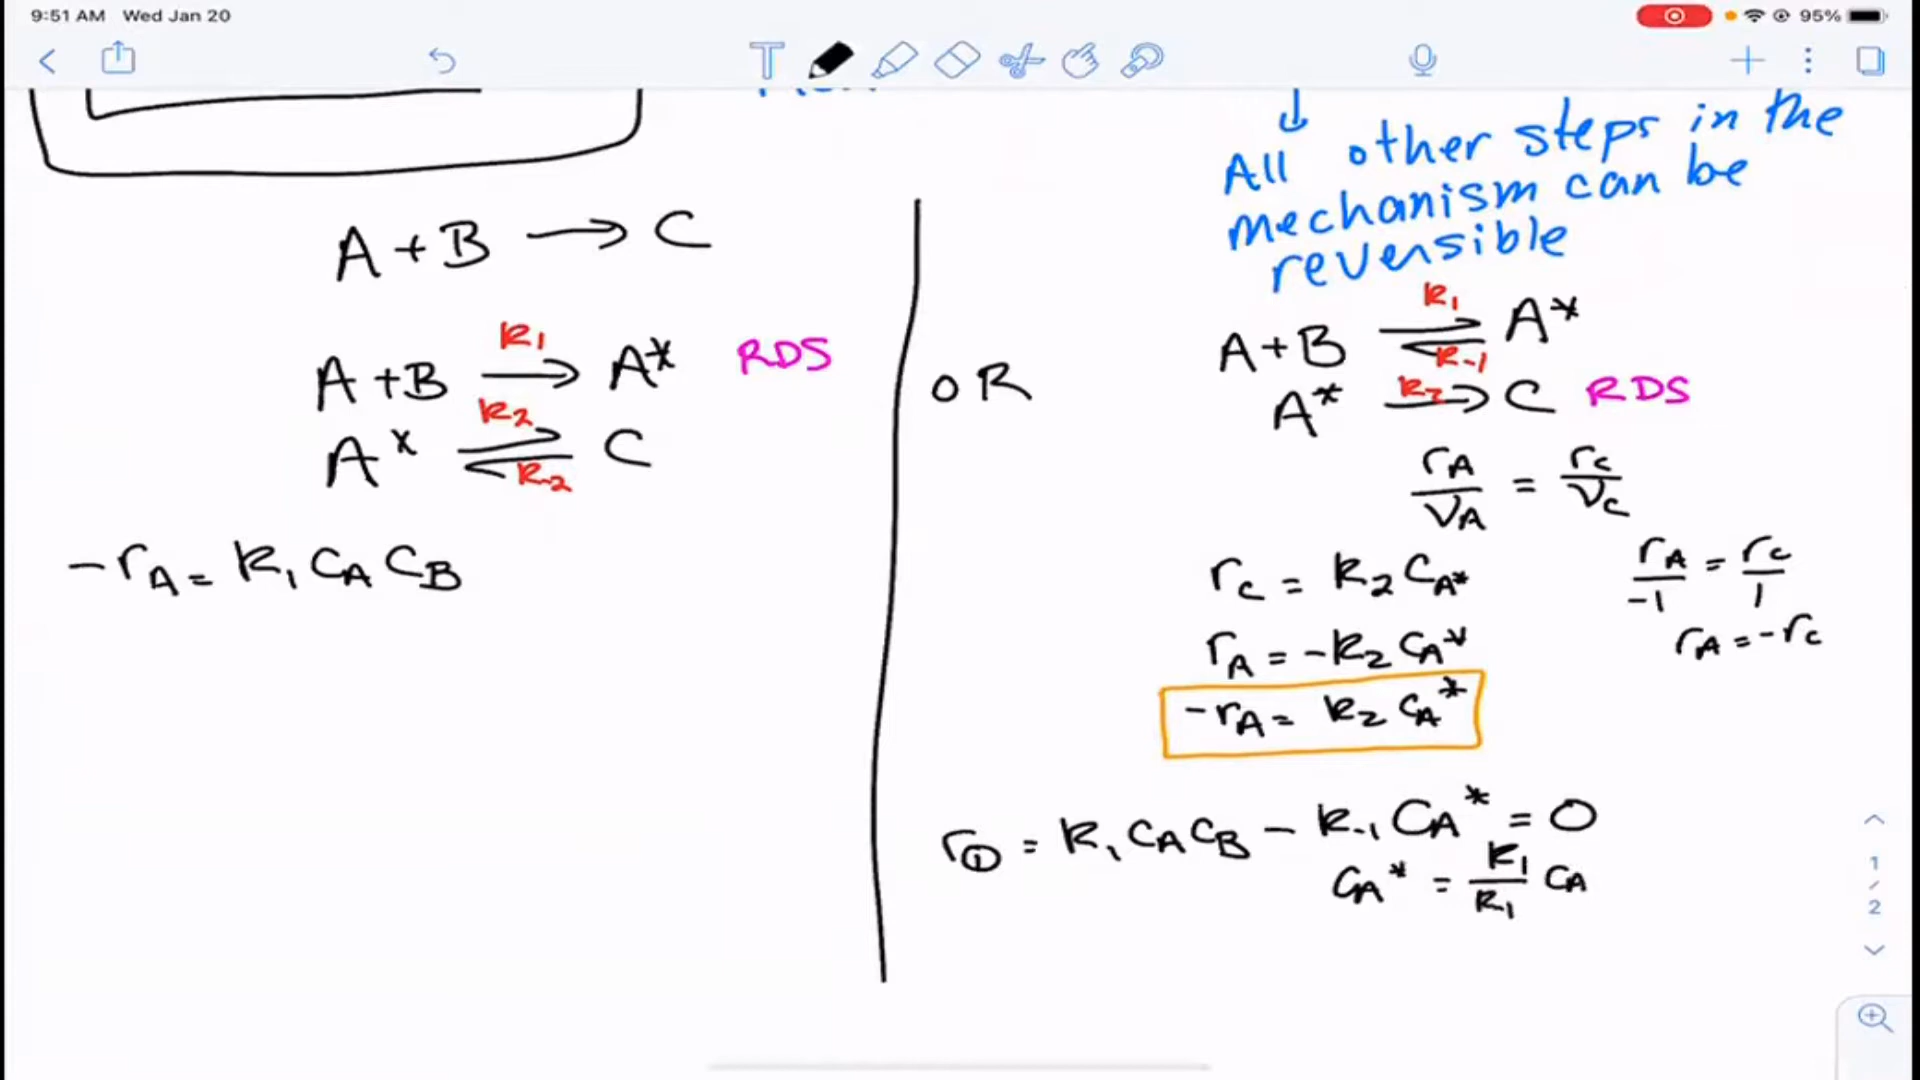 9:51 AM Wed Jan 20
95%
All other steps in the
mechanism can be
reversible
A + B → C
A + B →(k1) A* RDS
A* ⇌(k2, k-2) C
-rA = k1 CA CB
OR
A + B ⇌(k1, k-1) A*
A* →(k2) C RDS
rA/νA = rC/νC
rC = k2 CA*
rA/-1 = rC/1
rA = -k2 CA*
rA = -rC
-rA = k2 CA*
r① = k1 CA CB - k-1 CA* = 0
CA* = k1/k1 CA
1
/
2